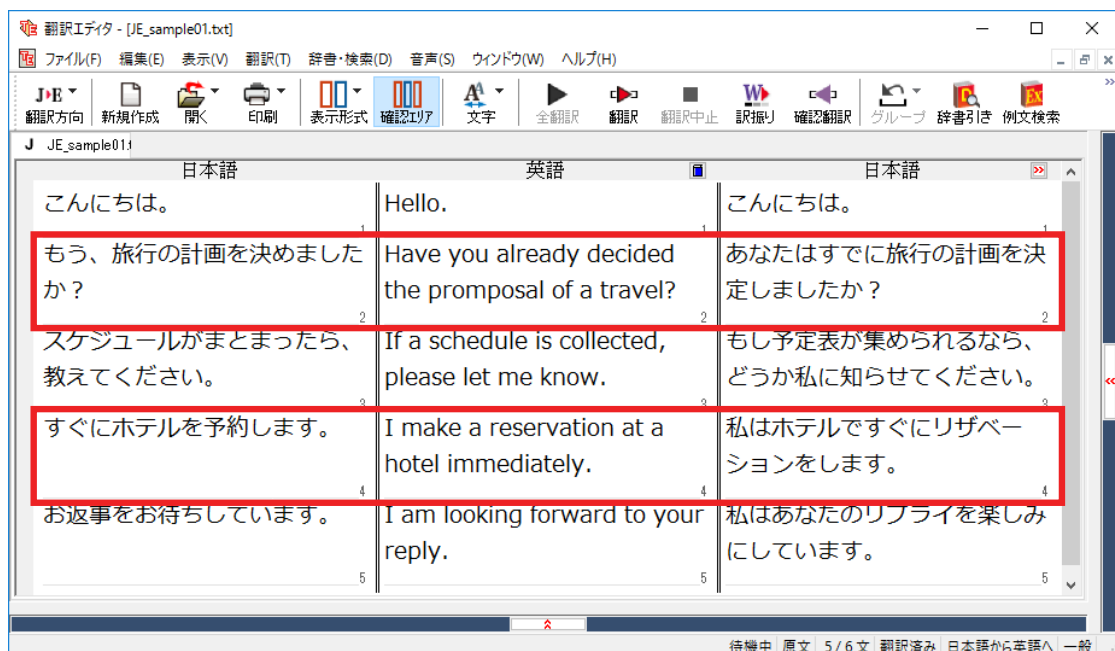 翻訳エディタ - [JE_sample01.txt]
ファイル(F) 編集(E) 表示(V) 翻訳(T) 辞書・検索(D) 音声(S) ウィンドウ(W) ヘルプ(H)
J▸E
翻訳方向 新規作成 開く 印刷 表示形式 確認エリア 文字 全翻訳 翻訳 翻訳中止 訳振り 確認翻訳 グループ 辞書引き 例文検索
J JE_sample01.t
日本語 英語 日本語
こんにちは。
1
Hello.
1
こんにちは。
1
もう、旅行の計画を決めました
か？
2
Have you already decided
the promposal of a travel?
2
あなたはすでに旅行の計画を決
定しましたか？
2
スケジュールがまとまったら、
教えてください。
3
If a schedule is collected,
please let me know.
3
もし予定表が集められるなら、
どうか私に知らせてください。
3
すぐにホテルを予約します。
4
I make a reservation at a
hotel immediately.
4
私はホテルですぐにリザベー
ションをします。
4
お返事をお待ちしています。
5
I am looking forward to your
reply.
5
私はあなたのリプライを楽しみ
にしています。
5
待機中 原文 5/6文 翻訳済み 日本語から英語へ 一般